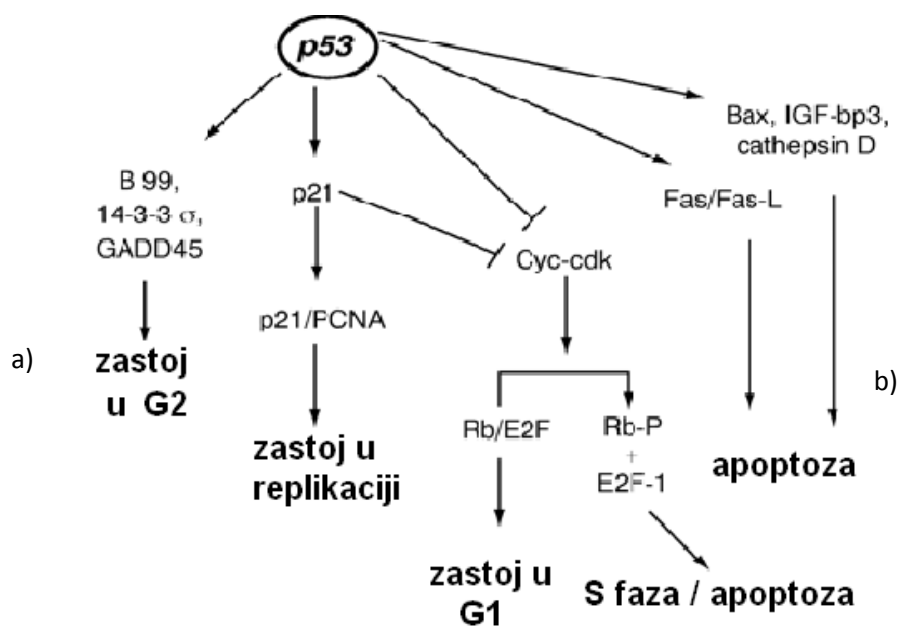 p53
Bax, IGF-bp3,
cathepsin D
B 99,
14-3-3 σ,
GADD45
p21
Fas/Fas-L
Cyc-cdk
p21/PCNA
a)
zastoj
u G2
b)
Rb/E2F
Rb-P
+
E2F-1
zastoj u
replikaciji
apoptoza
zastoj u
G1
S faza / apoptoza